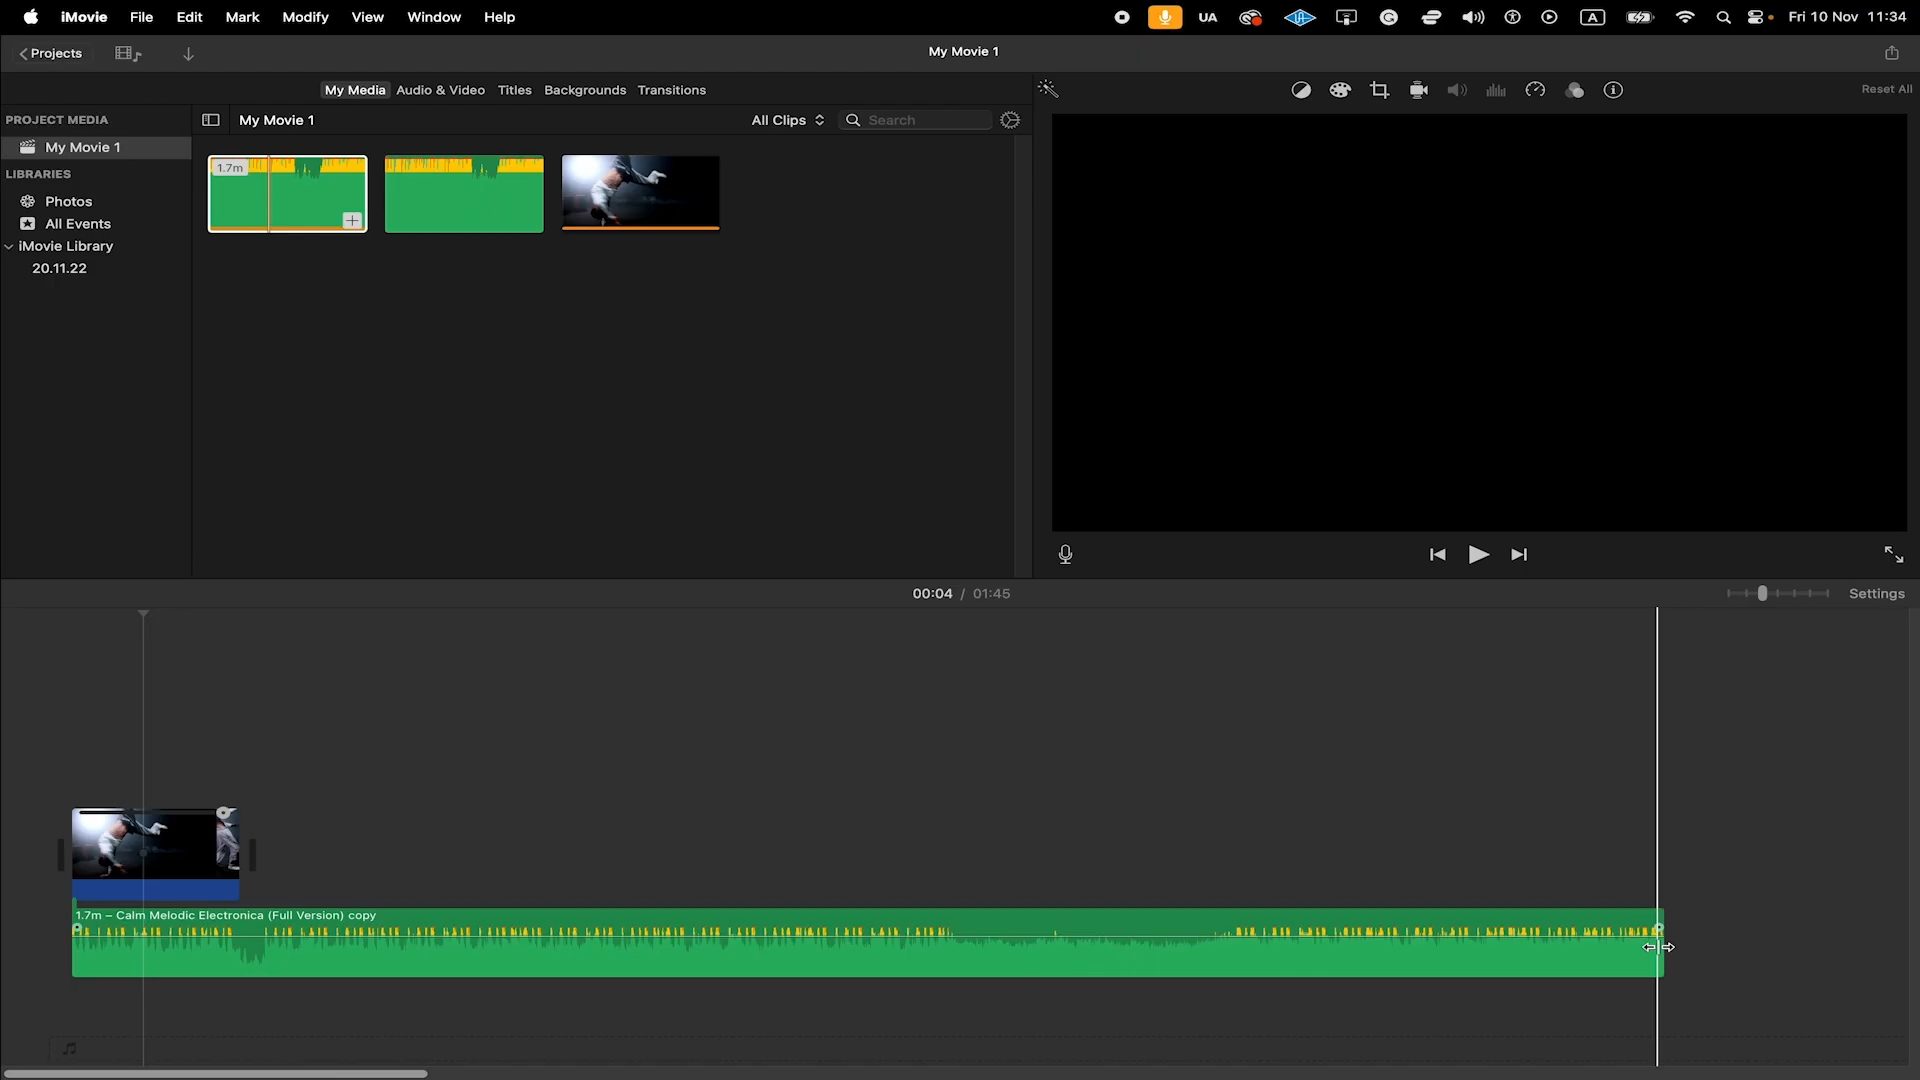 iMovie File Edit Mark Modify View Window Help UA A Fri 10 Nov 11:34
Projects My Movie 1
My Media Audio & Video Titles Backgrounds Transitions Reset All
PROJECT MEDIA My Movie 1 All Clips Search
My Movie 1
1.7m
LIBRARIES
Photos
All Events
iMovie Library
20.11.22
00:04 / 01:45 Settings
1.7m – Calm Melodic Electronica (Full Version) copy